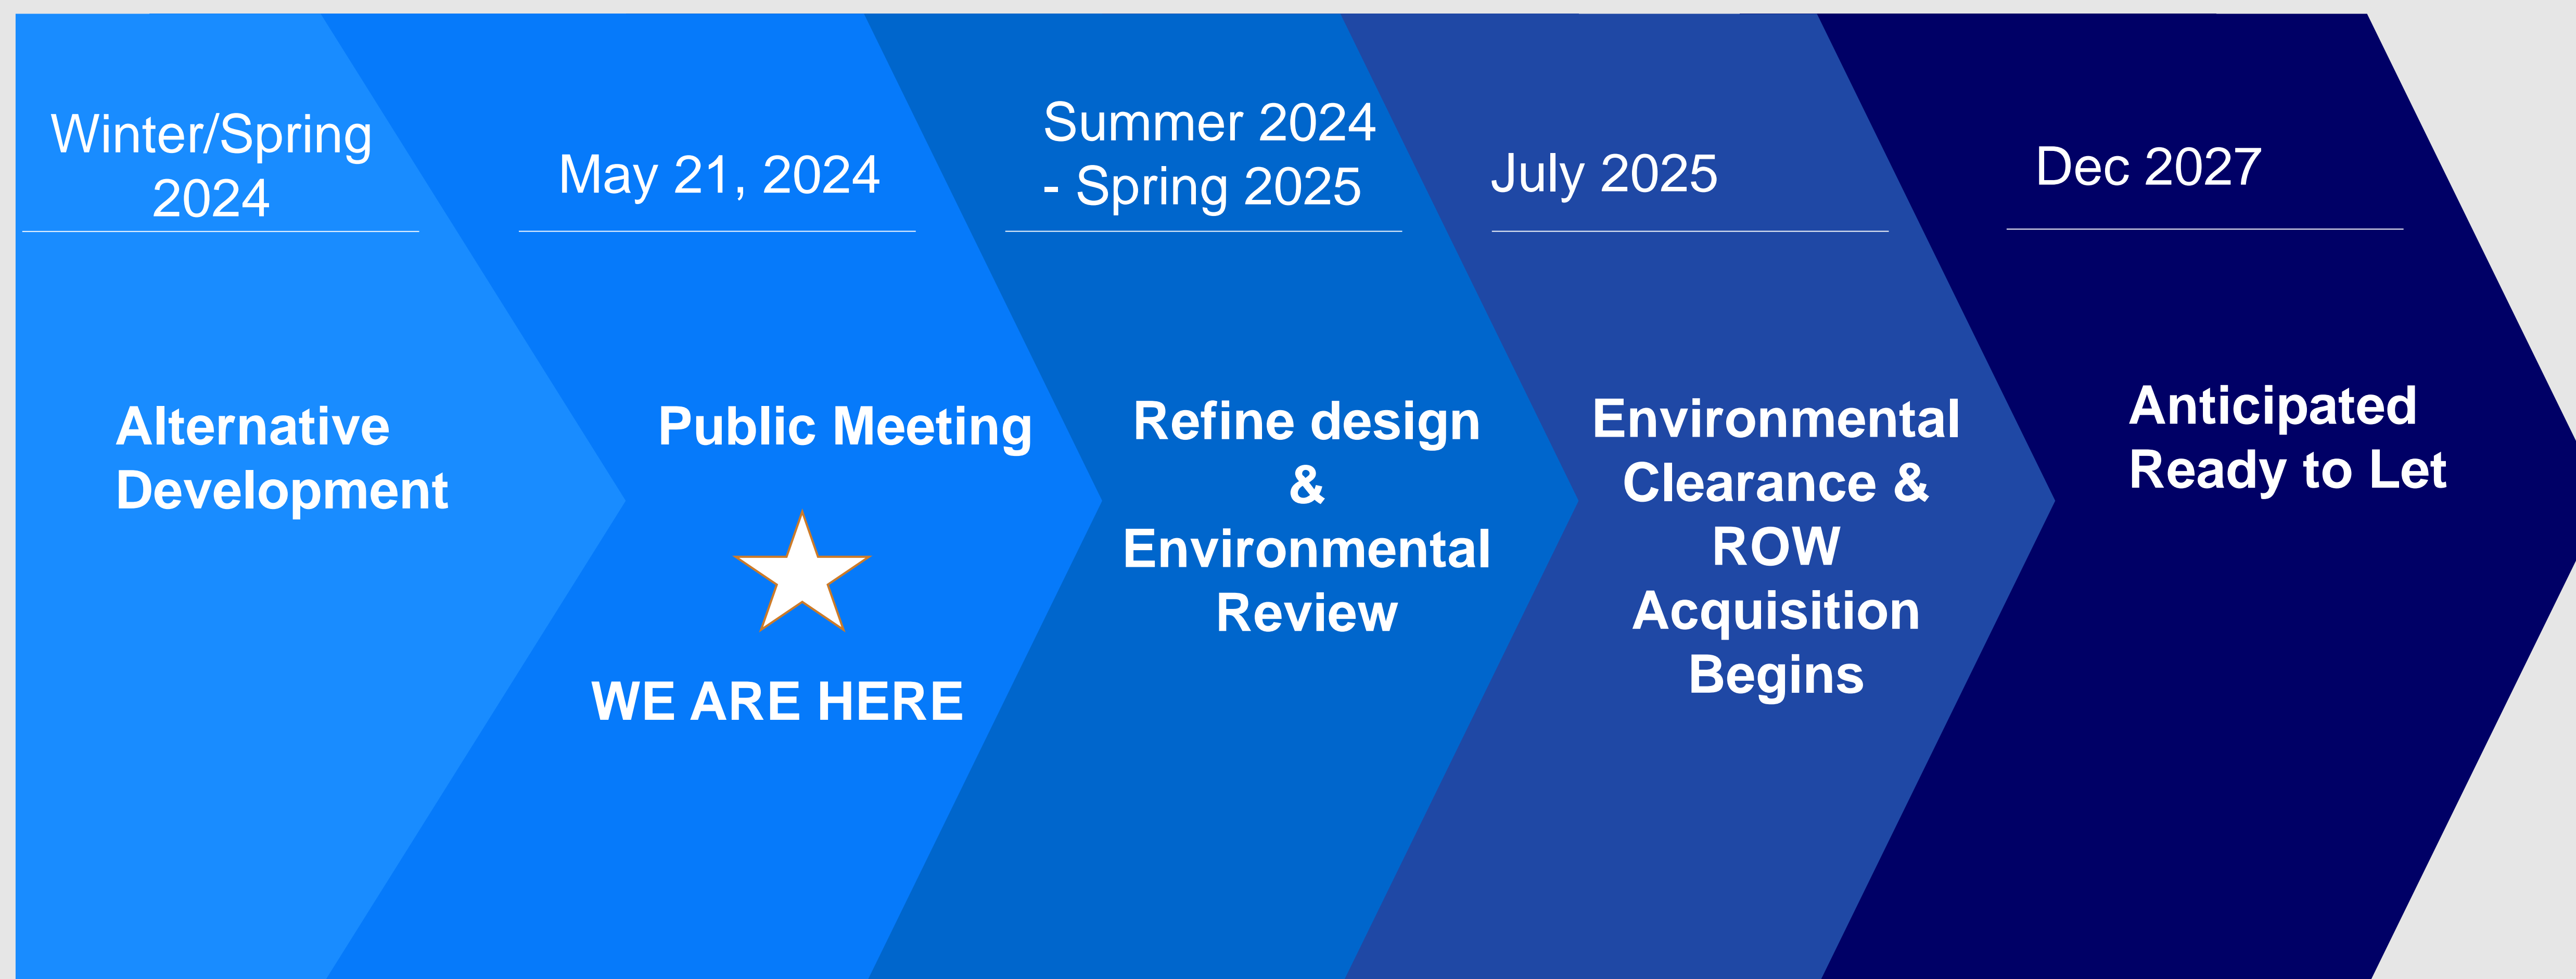 Winter/Spring
2024
Alternative
Development
May 21, 2024
Public Meeting
WE ARE HERE
Summer 2024
- Spring 2025
Refine design
&
Environmental
Review
July 2025
Environmental
Clearance &
ROW
Acquisition
Begins
Dec 2027
Anticipated
Ready to Let